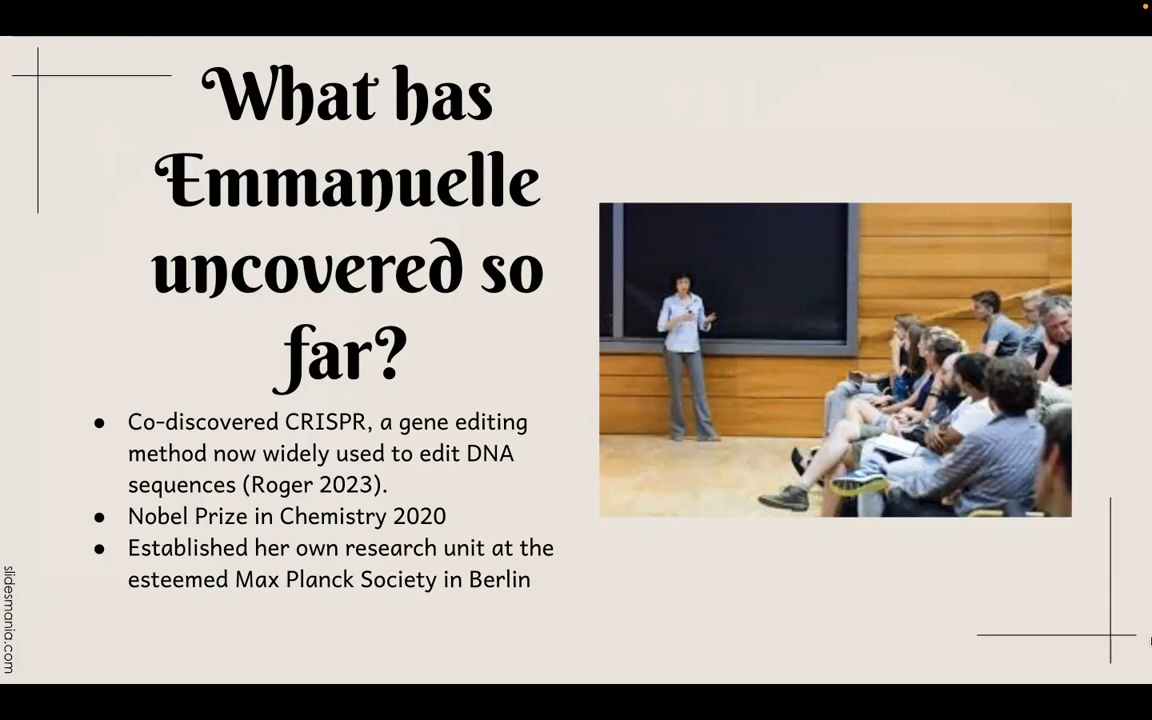 What has
Emmanuelle
uncovered so
far?
● Co-discovered CRISPR, a gene editing
method now widely used to edit DNA
sequences (Roger 2023).
● Nobel Prize in Chemistry 2020
● Established her own research unit at the
esteemed Max Planck Society in Berlin
slidesmania.com